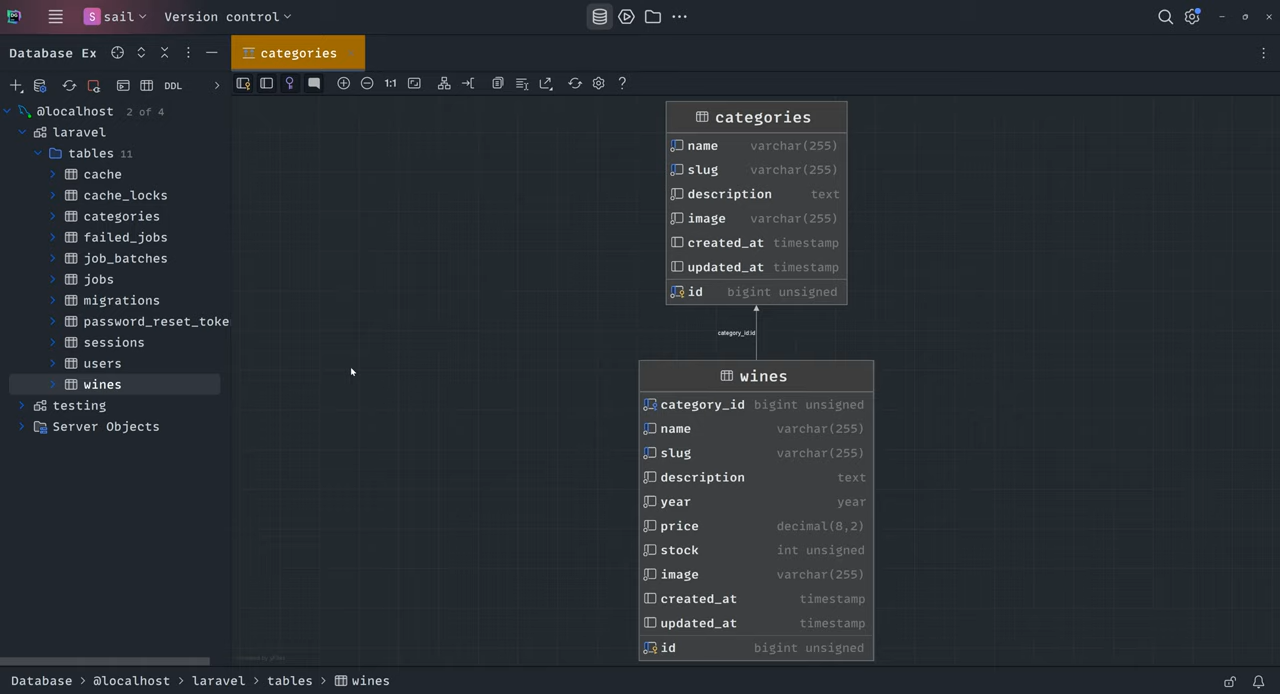 S sail Version control
Database Ex
categories
DDL
1:1
?
@localhost 2 of 4
laravel
tables 11
cache
cache_locks
categories
failed_jobs
job_batches
jobs
migrations
password_reset_toke
sessions
users
wines
testing
Server Objects
categories
name varchar(255)
slug varchar(255)
description text
image varchar(255)
created_at timestamp
updated_at timestamp
id bigint unsigned
category_id:id
wines
category_id bigint unsigned
name varchar(255)
slug varchar(255)
description text
year year
price decimal(8,2)
stock int unsigned
image varchar(255)
created_at timestamp
updated_at timestamp
id bigint unsigned
Database > @localhost > laravel > tables > wines